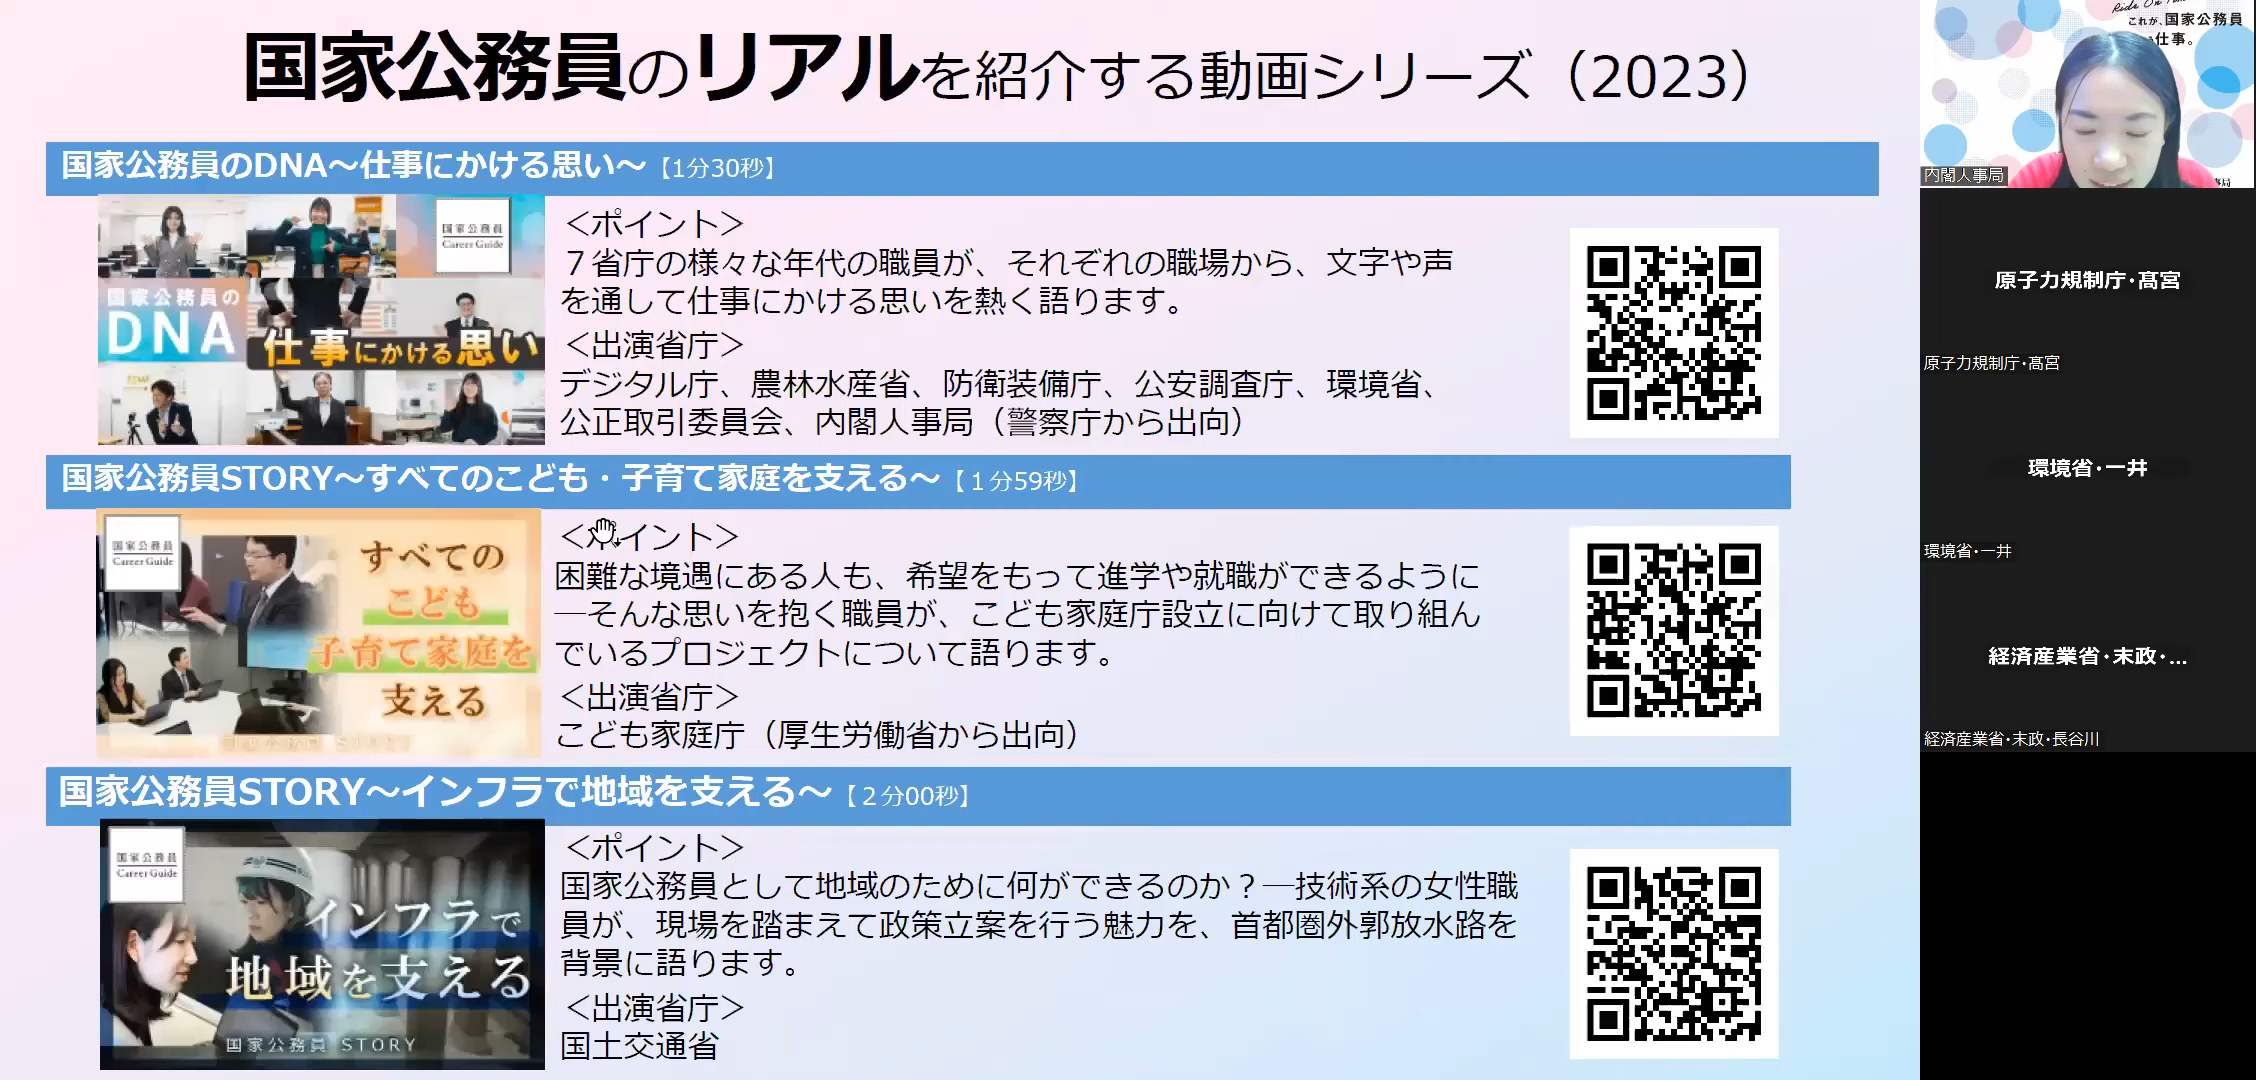 国家公務員のリアルを紹介する動画シリーズ（2023）
国家公務員のDNA～仕事にかける思い～【1分30秒】
国家公務員
Career Guide
国家公務員の
DNA
仕事にかける思い
＜ポイント＞
７省庁の様々な年代の職員が、それぞれの職場から、文字や声
を通して仕事にかける思いを熱く語ります。
＜出演省庁＞
デジタル庁、農林水産省、防衛装備庁、公安調査庁、環境省、
公正取引委員会、内閣人事局（警察庁から出向）
国家公務員STORY～すべてのこども・子育て家庭を支える～【１分59秒】
国家公務員
Career Guide
すべての
こども
子育て家庭を
支える
国家公務員 STORY
＜ポイント＞
困難な境遇にある人も、希望をもって進学や就職ができるように
―そんな思いを抱く職員が、こども家庭庁設立に向けて取り組ん
でいるプロジェクトについて語ります。
＜出演省庁＞
こども家庭庁（厚生労働省から出向）
国家公務員STORY～インフラで地域を支える～【２分00秒】
国家公務員
Career Guide
インフラで
地域を支える
国家公務員 STORY
＜ポイント＞
国家公務員として地域のために何ができるのか？―技術系の女性職
員が、現場を踏まえて政策立案を行う魅力を、首都圏外郭放水路を
背景に語ります。
＜出演省庁＞
国土交通省
これが、国家公務員
仕事。
内閣人事局
原子力規制庁・髙宮
原子力規制庁・髙宮
環境省・一井
環境省・一井
経済産業省・末政・...
経済産業省・末政・長谷川